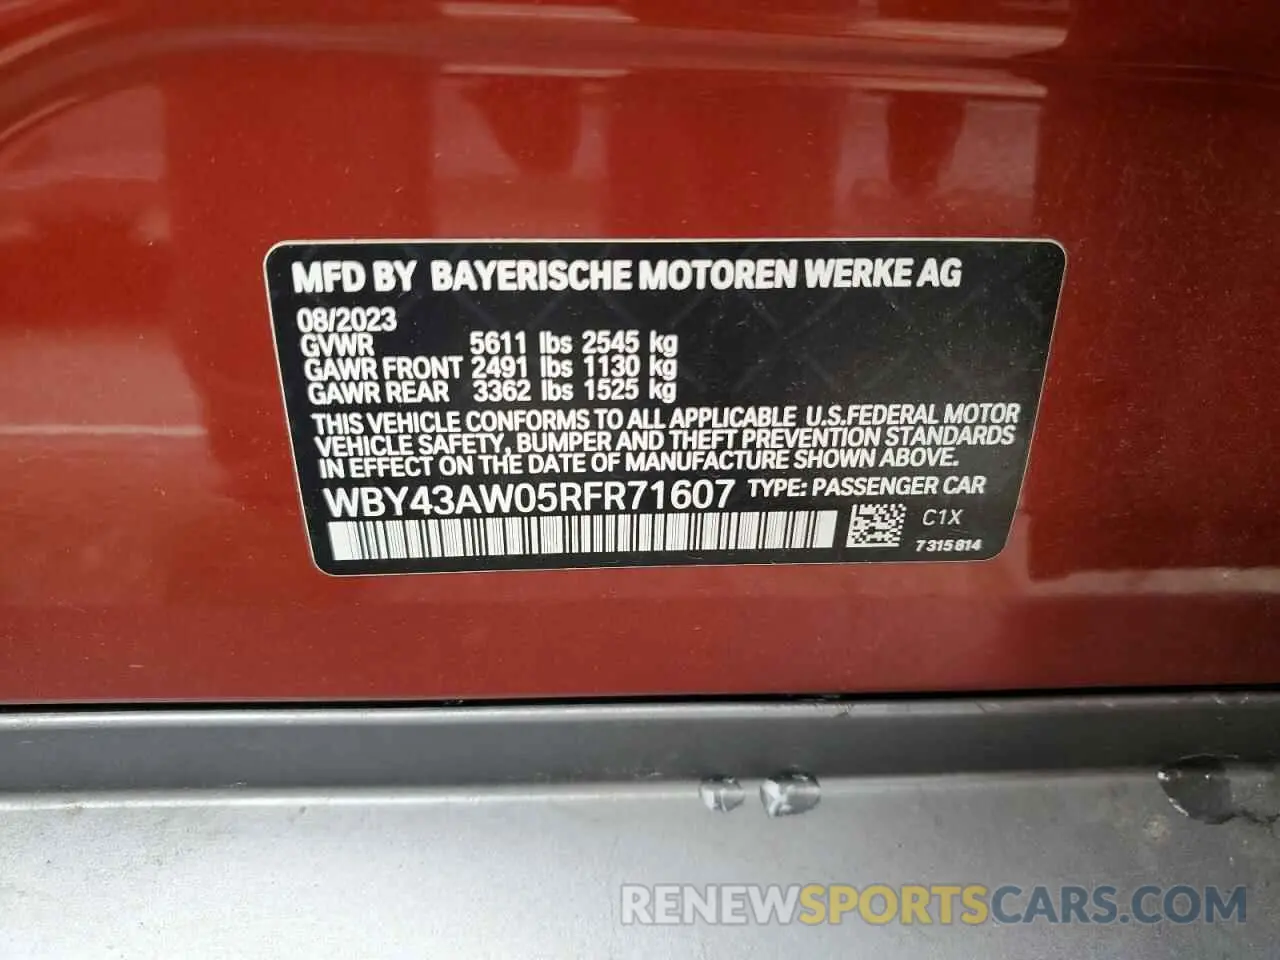 MFD BY BAYERISCHE MOTOREN WERKE AG
08/2023
GVWR 5611 lbs 2545 kg
GAWR FRONT 2491 lbs 1130 kg
GAWR REAR 3362 lbs 1525 kg
THIS VEHICLE CONFORMS TO ALL APPLICABLE U.S.FEDERAL MOTOR
VEHICLE SAFETY, BUMPER AND THEFT PREVENTION STANDARDS
IN EFFECT ON THE DATE OF MANUFACTURE SHOWN ABOVE.
WBY43AW05RFR71607 TYPE: PASSENGER CAR
C1X
7315814
RENEWSPORTSCARS.COM